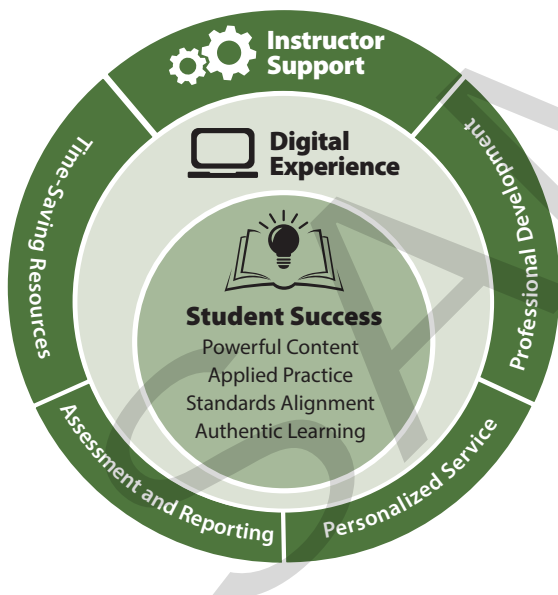 Instructor
Support
Time-Saving Resources
Professional Development
Digital
Experience
Student Success
Powerful Content
Applied Practice
Standards Alignment
Authentic Learning
Assessment and Reporting
Personalized Service